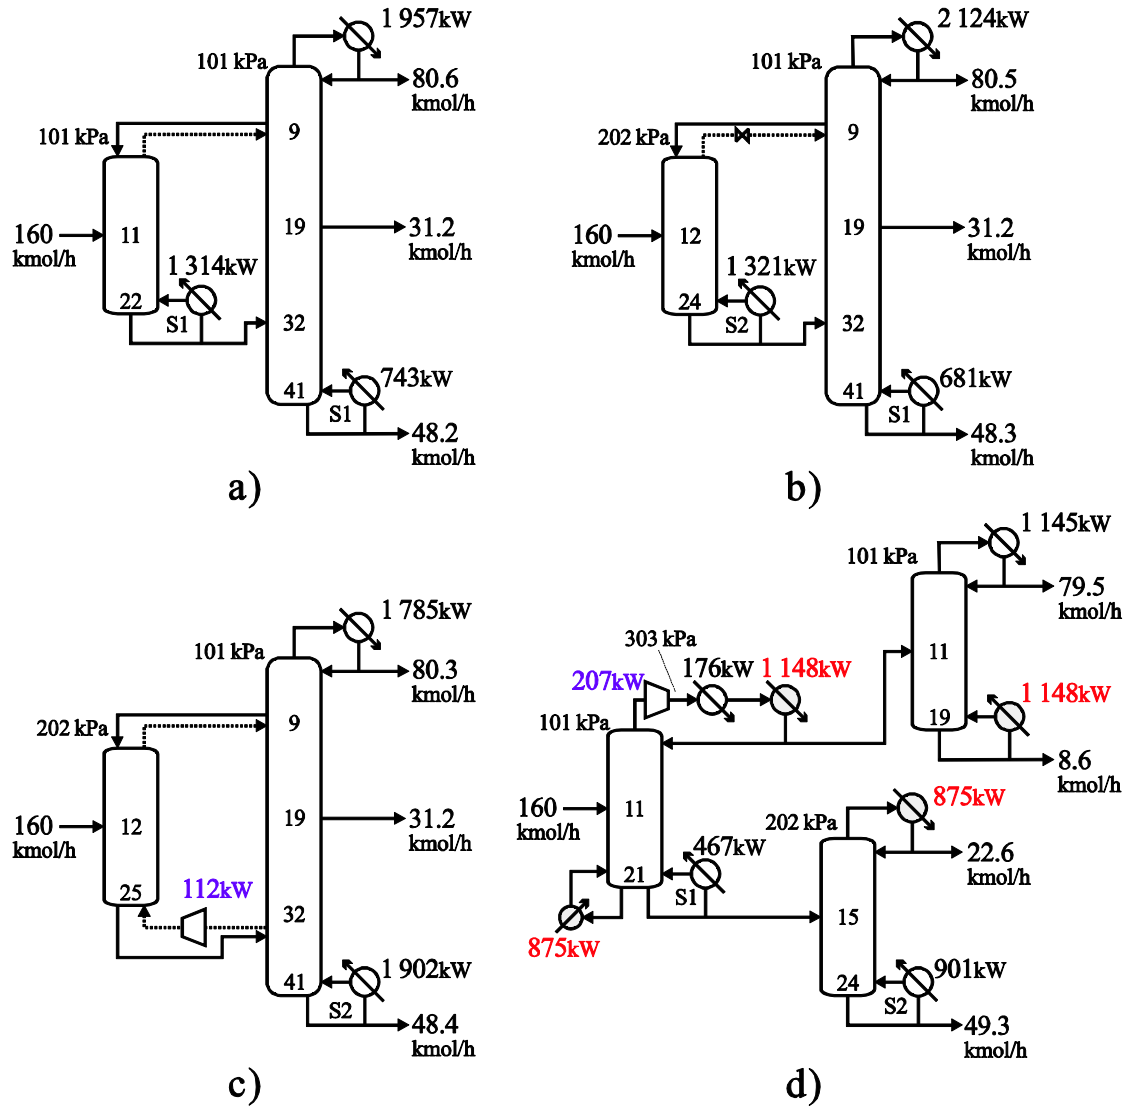 1 957kW
101 kPa
80.6
kmol/h
101 kPa
9
160
kmol/h
11
19
31.2
kmol/h
1 314kW
22
S1
32
743kW
41
S1
48.2
kmol/h
a)
2 124kW
101 kPa
80.5
kmol/h
202 kPa
9
160
kmol/h
12
19
31.2
kmol/h
1 321kW
24
S2
32
681kW
41
S1
48.3
kmol/h
b)
1 785kW
101 kPa
80.3
kmol/h
202 kPa
9
160
kmol/h
12
19
31.2
kmol/h
25
112kW
32
1 902kW
41
S2
48.4
kmol/h
c)
1 145kW
101 kPa
79.5
kmol/h
303 kPa
207kW
176kW
1 148kW
11
101 kPa
1 148kW
19
8.6
kmol/h
160
kmol/h
11
875kW
202 kPa
467kW
22.6
kmol/h
21
S1
15
875kW
901kW
24
S2
49.3
kmol/h
d)